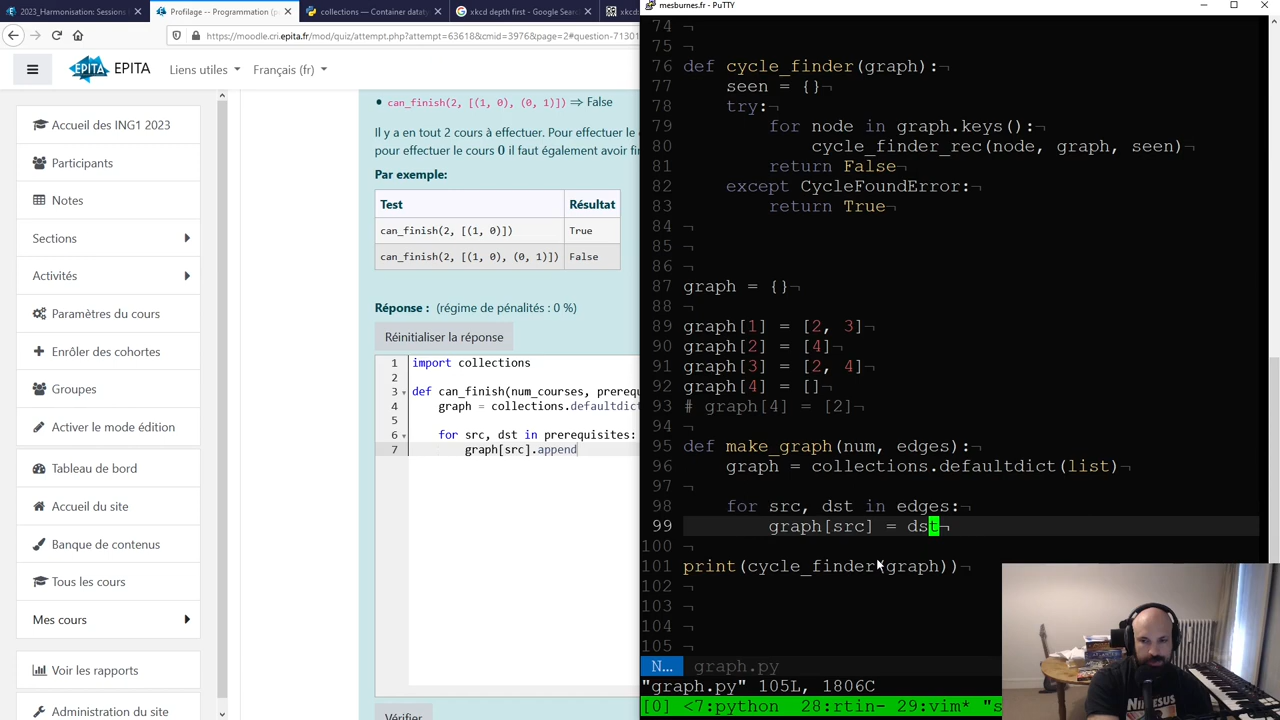 2023_Harmonisation: Sessions
Profilage -- Programmation (p
collections — Container dataty
xkcd depth first - Google Searc
xkcd
https://moodle.cri.epita.fr/mod/quiz/attempt.php?attempt=63618&cmid=3976&page=2#question-71301
EPITA
EPITA
Liens utiles
Français (fr)
Accueil des ING1 2023
Participants
Notes
Sections
Activités
Paramètres du cours
Enrôler des cohortes
Groupes
Activer le mode édition
Tableau de bord
Accueil du site
Banque de contenus
Tous les cours
Mes cours
Voir les rapports
Administration du site
can_finish(2, [(1, 0), (0, 1)]) ⇒ False
Il y a en tout 2 cours à effectuer. Pour effectuer le
pour effectuer le cours 0 il faut également avoir fin
Par exemple:
Test Résultat
can_finish(2, [(1, 0)]) True
can_finish(2, [(1, 0), (0, 1)]) False
Réponse : (régime de pénalités : 0 %)
Réinitialiser la réponse
1 import collections
2
3 def can_finish(num_courses, prerequ
4 graph = collections.defaultdict
5
6 for src, dst in prerequisites:
7 graph[src].append
Vérifier
mesburnes.fr - PuTTY
74 ¬
75 ¬
76 def cycle_finder(graph):¬
77 seen = {}¬
78 try:¬
79 for node in graph.keys():¬
80 cycle_finder_rec(node, graph, seen)¬
81 return False¬
82 except CycleFoundError:¬
83 return True¬
84 ¬
85 ¬
86 ¬
87 graph = {}¬
88 ¬
89 graph[1] = [2, 3]¬
90 graph[2] = [4]¬
91 graph[3] = [2, 4]¬
92 graph[4] = []¬
93 # graph[4] = [2]¬
94 ¬
95 def make_graph(num, edges):¬
96 graph = collections.defaultdict(list)¬
97 ¬
98 for src, dst in edges:¬
99 graph[src] = dst¬
100 ¬
101 print(cycle_finder(graph))¬
102 ¬
103 ¬
104 ¬
105 ¬
N... graph.py
"graph.py" 105L, 1806C
[0] <7:python 28:rtin- 29:vim* "s